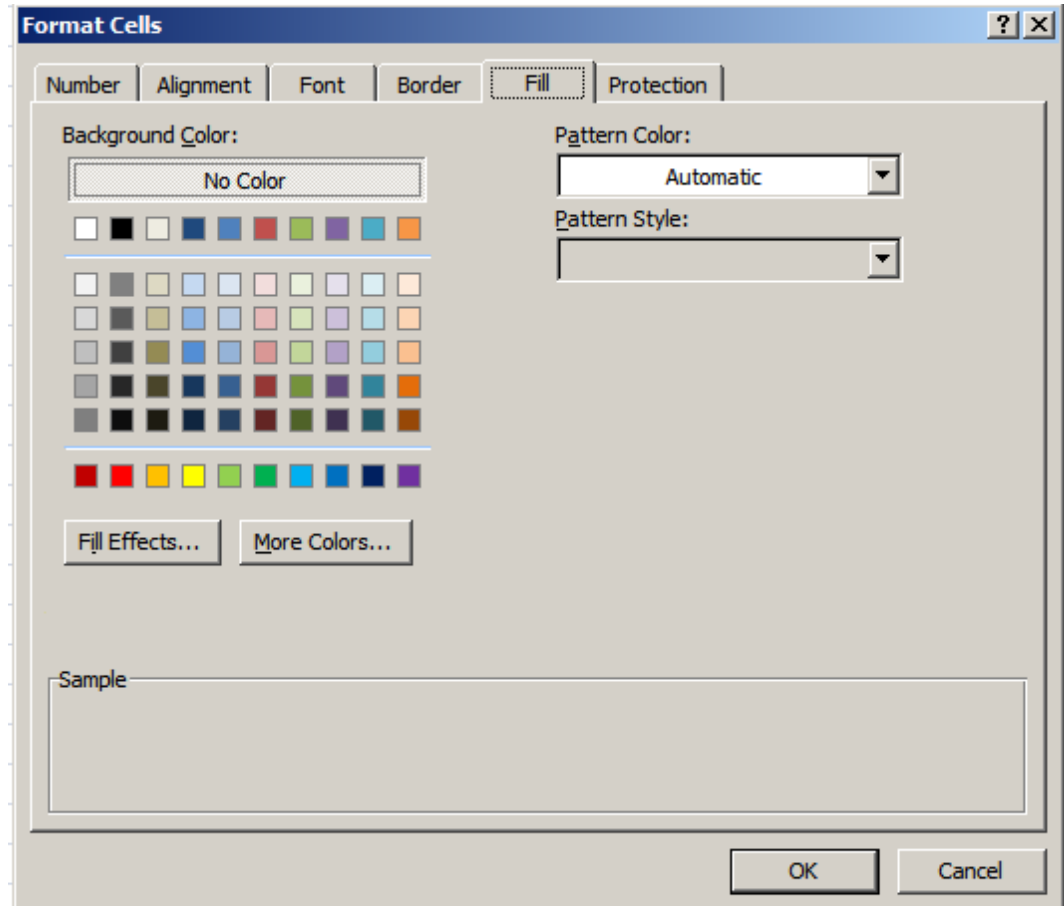 Format Cells
Number Alignment Font Border Fill Protection
Background Color:
No Color
Pattern Color:
Automatic
Pattern Style:
Fill Effects... More Colors...
Sample
OK Cancel